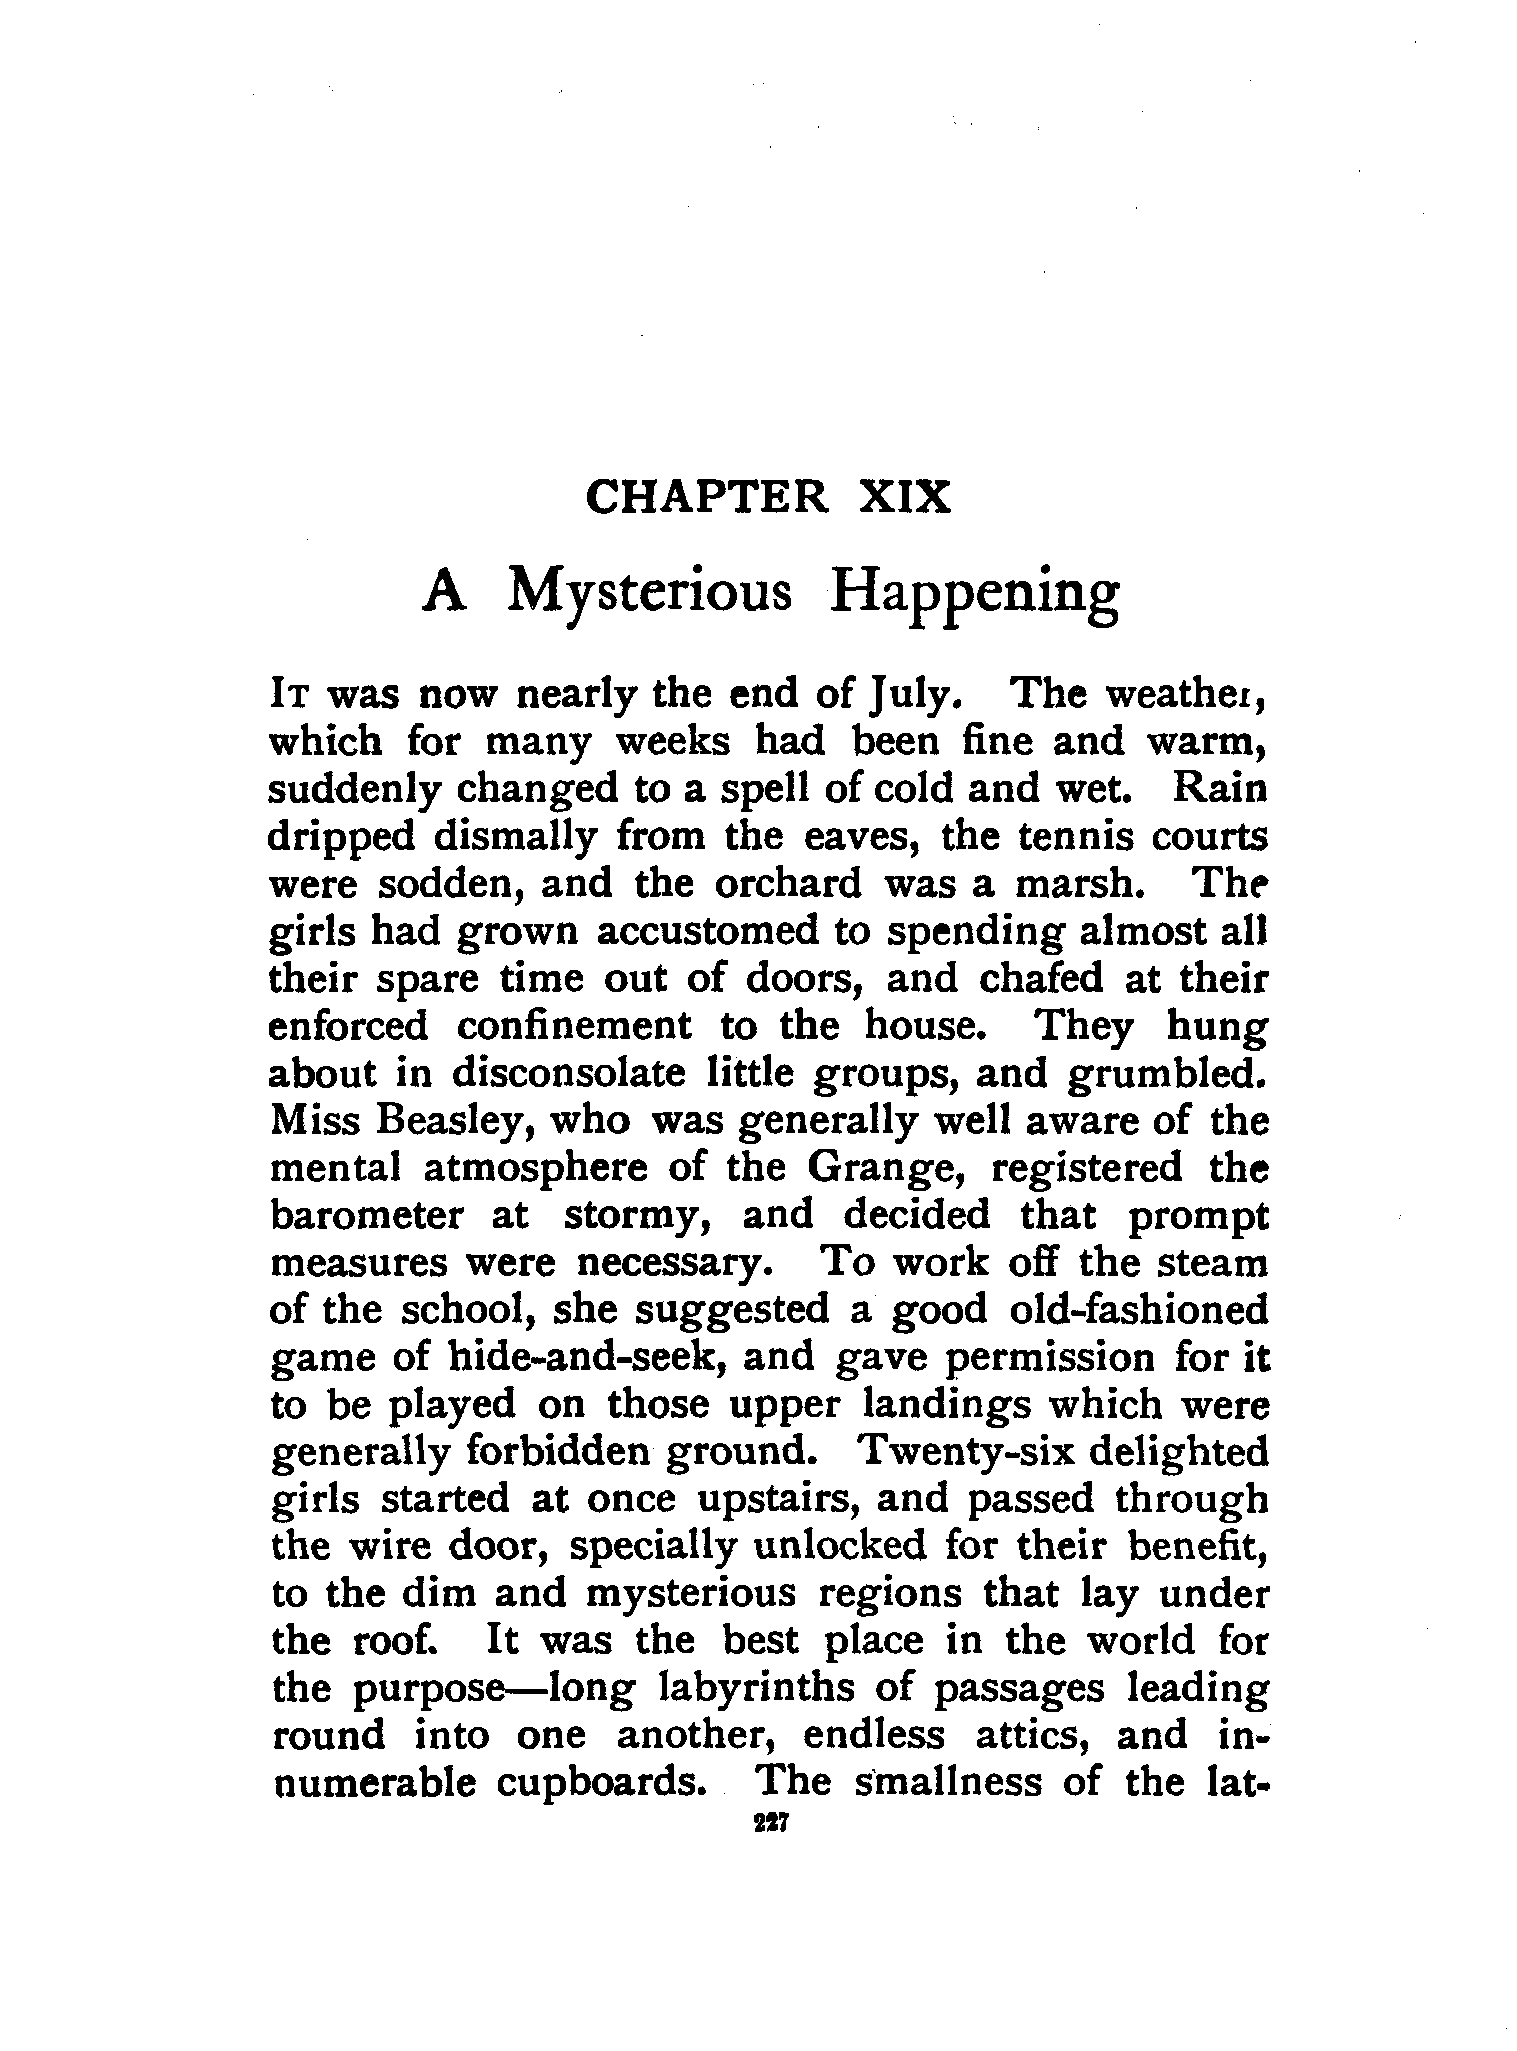 CHAPTER XIX
A Mysterious Happening
IT was now nearly the end of July. The weather,
which for many weeks had been fine and warm,
suddenly changed to a spell of cold and wet. Rain
dripped dismally from the eaves, the tennis courts
were sodden, and the orchard was a marsh. The
girls had grown accustomed to spending almost all
their spare time out of doors, and chafed at their
enforced confinement to the house. They hung
about in disconsolate little groups, and grumbled.
Miss Beasley, who was generally well aware of the
mental atmosphere of the Grange, registered the
barometer at stormy, and decided that prompt
measures were necessary. To work off the steam
of the school, she suggested a good old-fashioned
game of hide-and-seek, and gave permission for it
to be played on those upper landings which were
generally forbidden ground. Twenty-six delighted
girls started at once upstairs, and passed through
the wire door, specially unlocked for their benefit,
to the dim and mysterious regions that lay under
the roof. It was the best place in the world for
the purpose—long labyrinths of passages leading
round into one another, endless attics, and in-
numerable cupboards. The smallness of the lat-
227